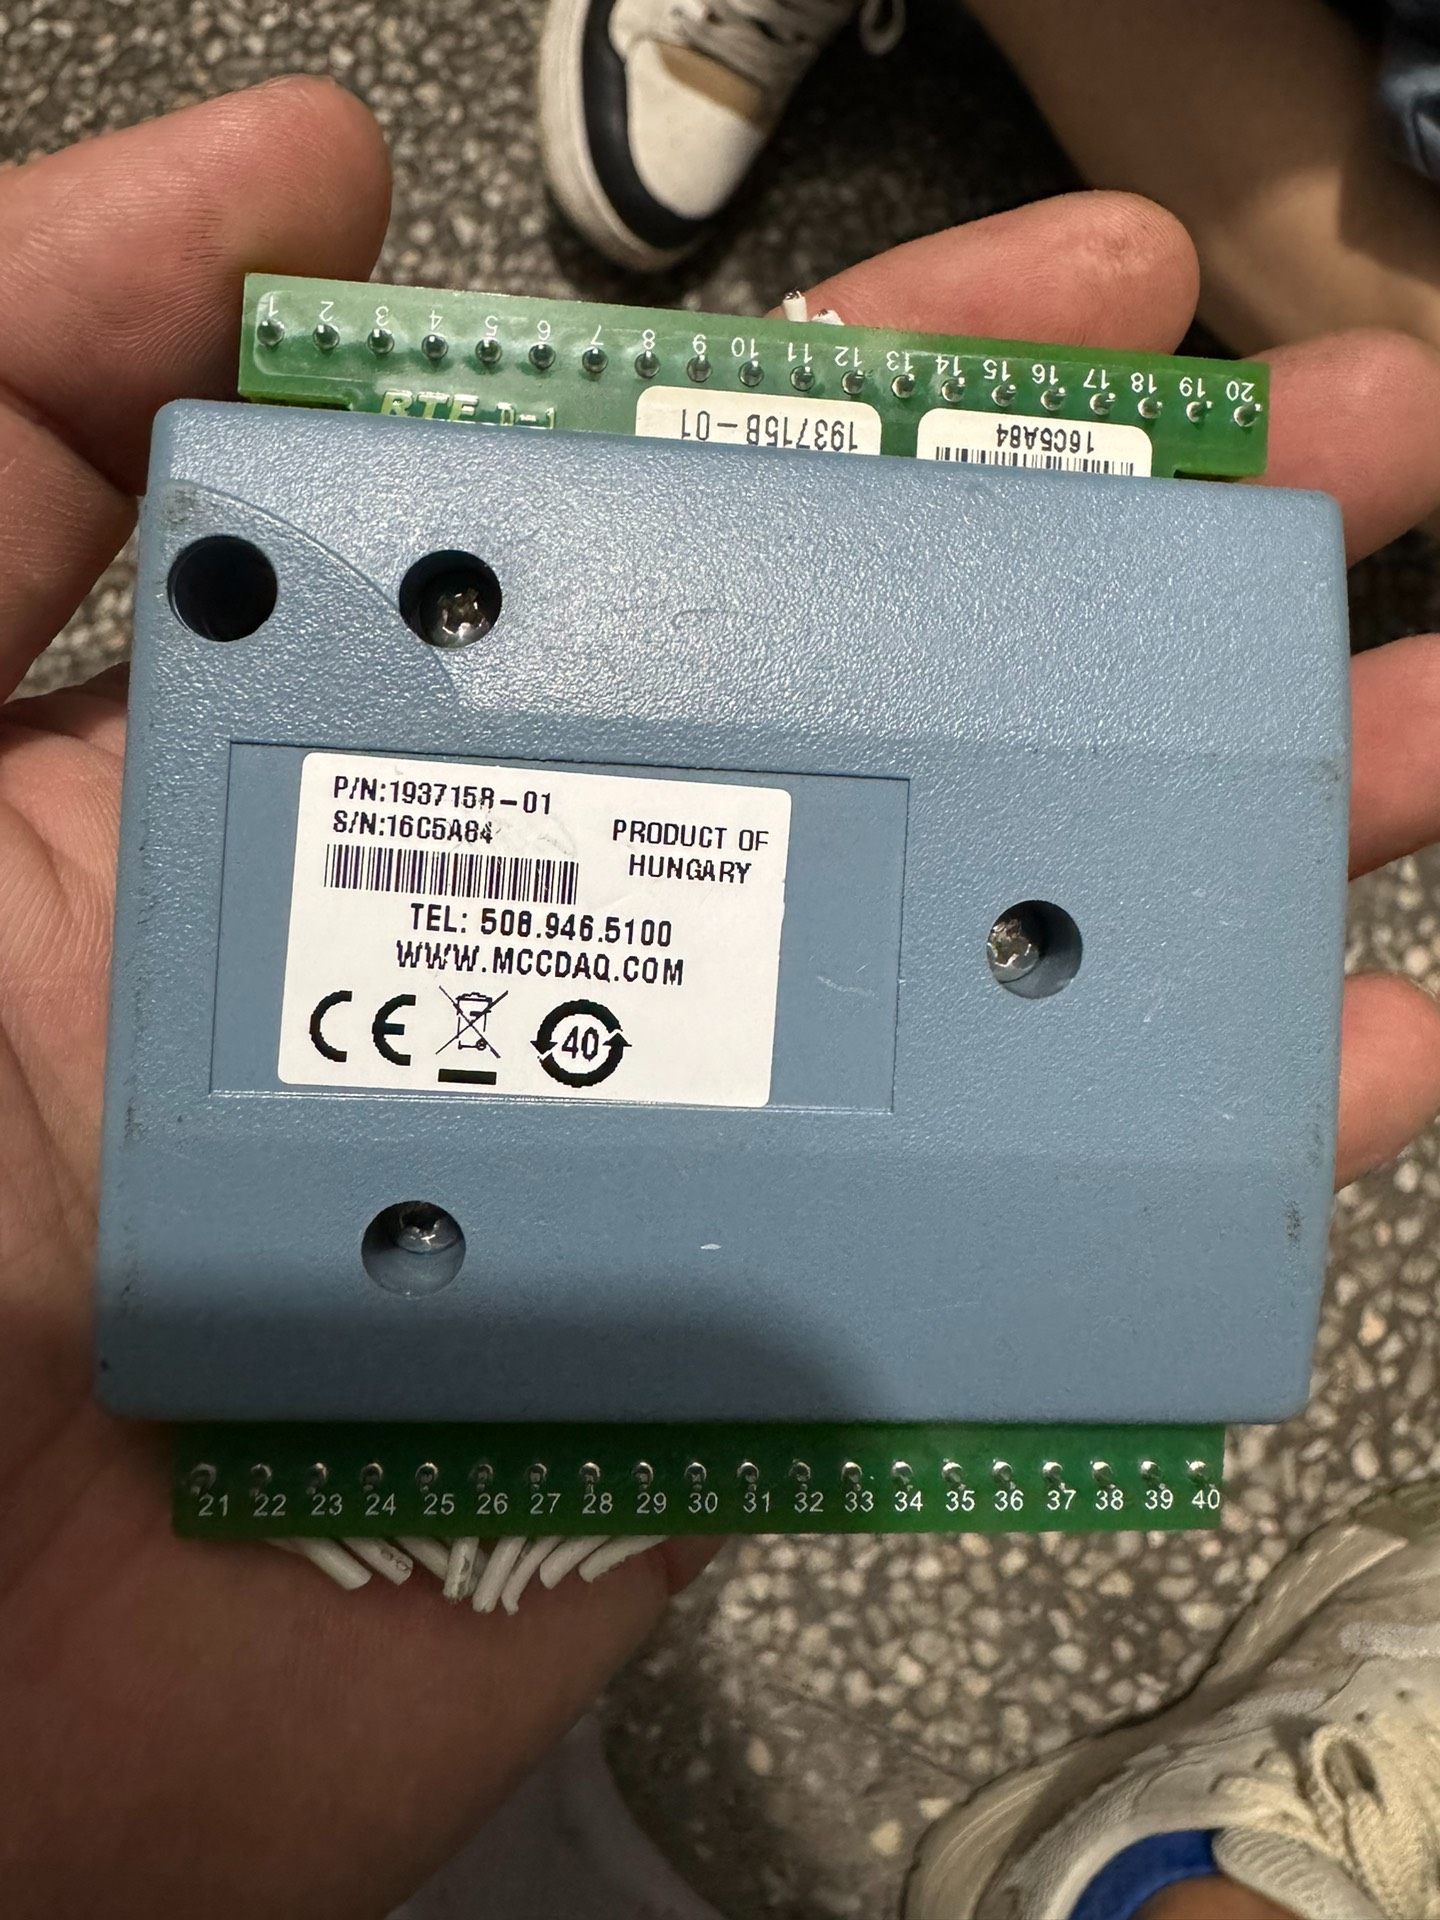 1 2 3 4 5 6 7 8 9 10 11 12 13 14 15 16 17 18 19 20
RTE
193715B-01
16C5A84
P/N:193715B-01
S/N:16C5A84
PRODUCT OF
HUNGARY
TEL: 508.946.5100
WWW.MCCDAQ.COM
CE
40
21 22 23 24 25 26 27 28 29 30 31 32 33 34 35 36 37 38 39 40